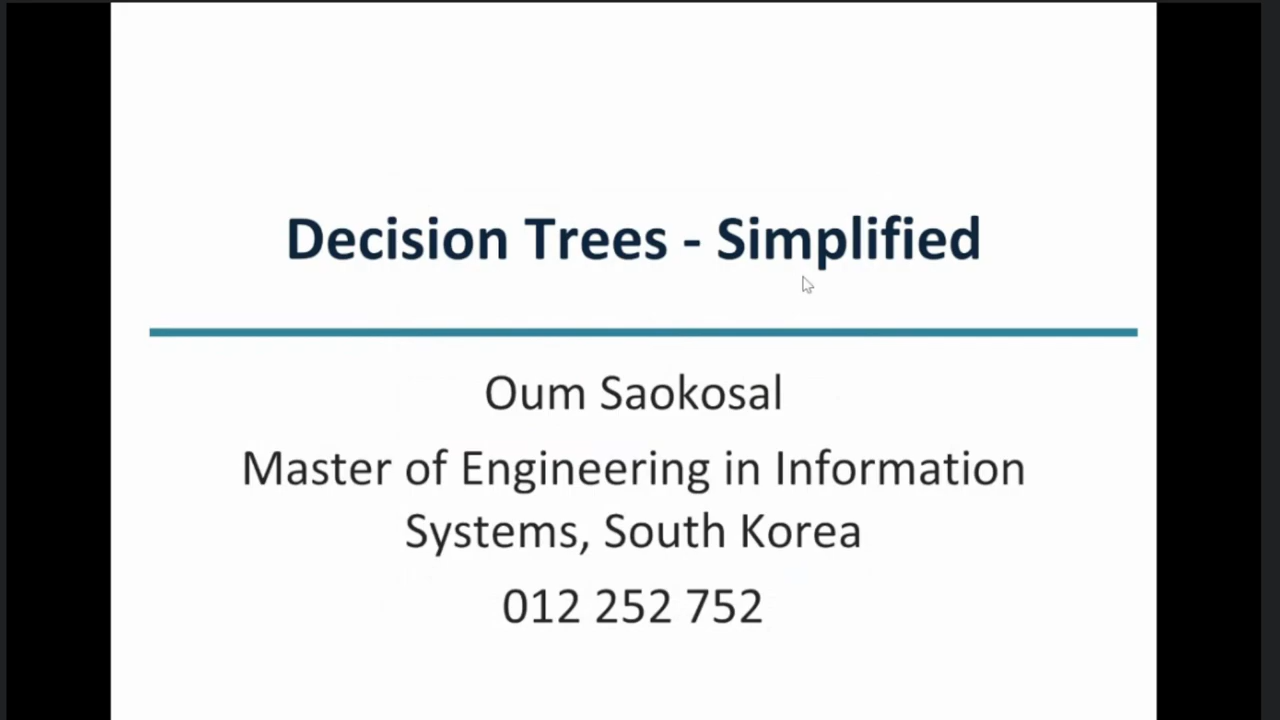 Decision Trees - Simplified
Oum Saokosal
Master of Engineering in Information
Systems, South Korea
012 252 752